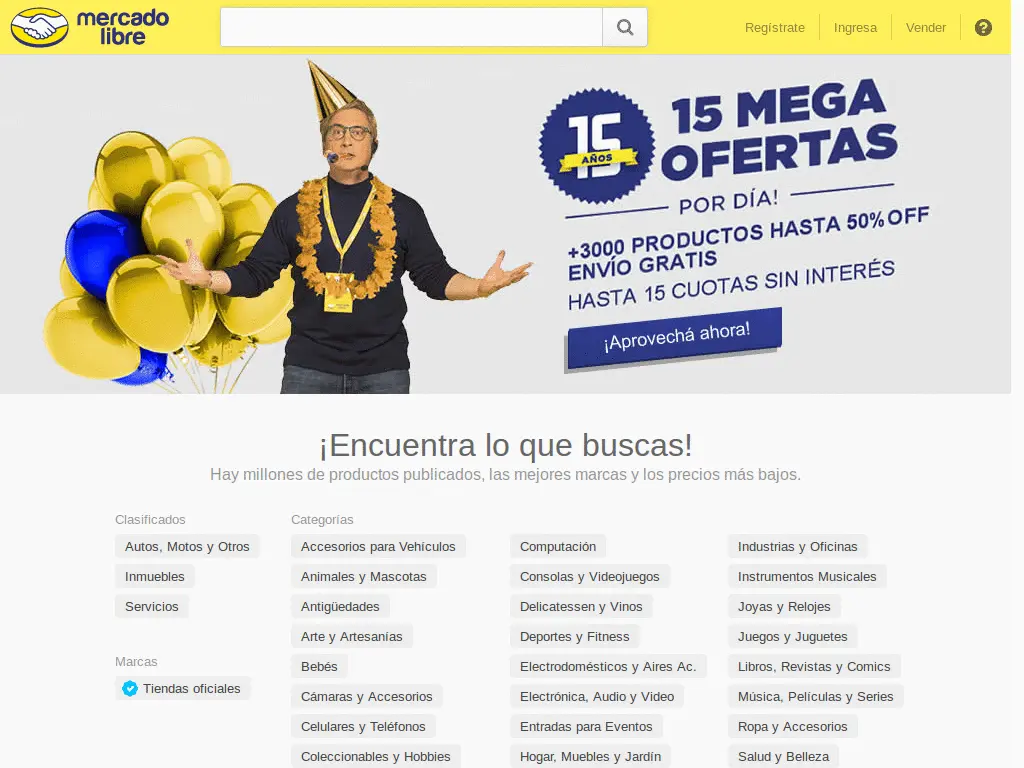 mercado
libre
Regístrate
Ingresa
Vender
?
15
AÑOS
15 MEGA
OFERTAS
POR DÍA!
+3000 PRODUCTOS HASTA 50% OFF
ENVÍO GRATIS
HASTA 15 CUOTAS SIN INTERÉS
¡Aprovechá ahora!
¡Encuentra lo que buscas!
Hay millones de productos publicados, las mejores marcas y los precios más bajos.
Clasificados
Autos, Motos y Otros
Inmuebles
Servicios
Marcas
Tiendas oficiales
Categorías
Accesorios para Vehículos
Animales y Mascotas
Antigüedades
Arte y Artesanías
Bebés
Cámaras y Accesorios
Celulares y Teléfonos
Coleccionables y Hobbies
Computación
Consolas y Videojuegos
Delicatessen y Vinos
Deportes y Fitness
Electrodomésticos y Aires Ac.
Electrónica, Audio y Video
Entradas para Eventos
Hogar, Muebles y Jardín
Industrias y Oficinas
Instrumentos Musicales
Joyas y Relojes
Juegos y Juguetes
Libros, Revistas y Comics
Música, Películas y Series
Ropa y Accesorios
Salud y Belleza